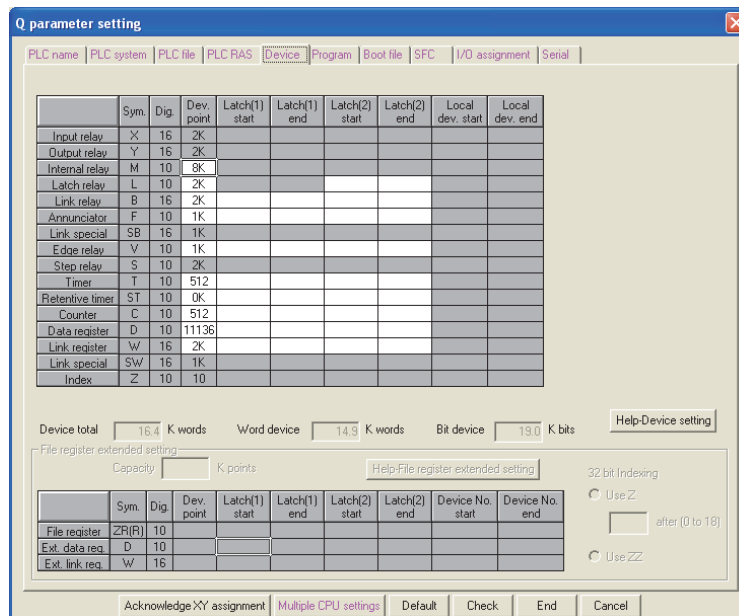 Q parameter setting
PLC name PLC system PLC file PLC RAS Device Program Boot file SFC I/O assignment Serial
Sym. Dig. Dev. point Latch(1) start Latch(1) end Latch(2) start Latch(2) end Local dev. start Local dev. end
Input relay X 16 2K
Output relay Y 16 2K
Internal relay M 10 8K
Latch relay L 10 2K
Link relay B 16 2K
Annunciator F 10 1K
Link special SB 16 1K
Edge relay V 10 1K
Step relay S 10 2K
Timer T 10 512
Retentive timer ST 10 0K
Counter C 10 512
Data register D 10 11136
Link register W 16 2K
Link special SW 16 1K
Index Z 10 10
Device total 16.4 K words Word device 14.9 K words Bit device 19.0 K bits Help-Device setting
File register extended setting
Capacity K points Help-File register extended setting 32 bit Indexing
Use Z
after (0 to 18)
Use ZZ
Sym. Dig. Dev. point Latch(1) start Latch(1) end Latch(2) start Latch(2) end Device No. start Device No. end
File register ZR(R) 10
Ext. data reg. D 10
Ext. link reg. W 16
Acknowledge XY assignment Multiple CPU settings Default Check End Cancel